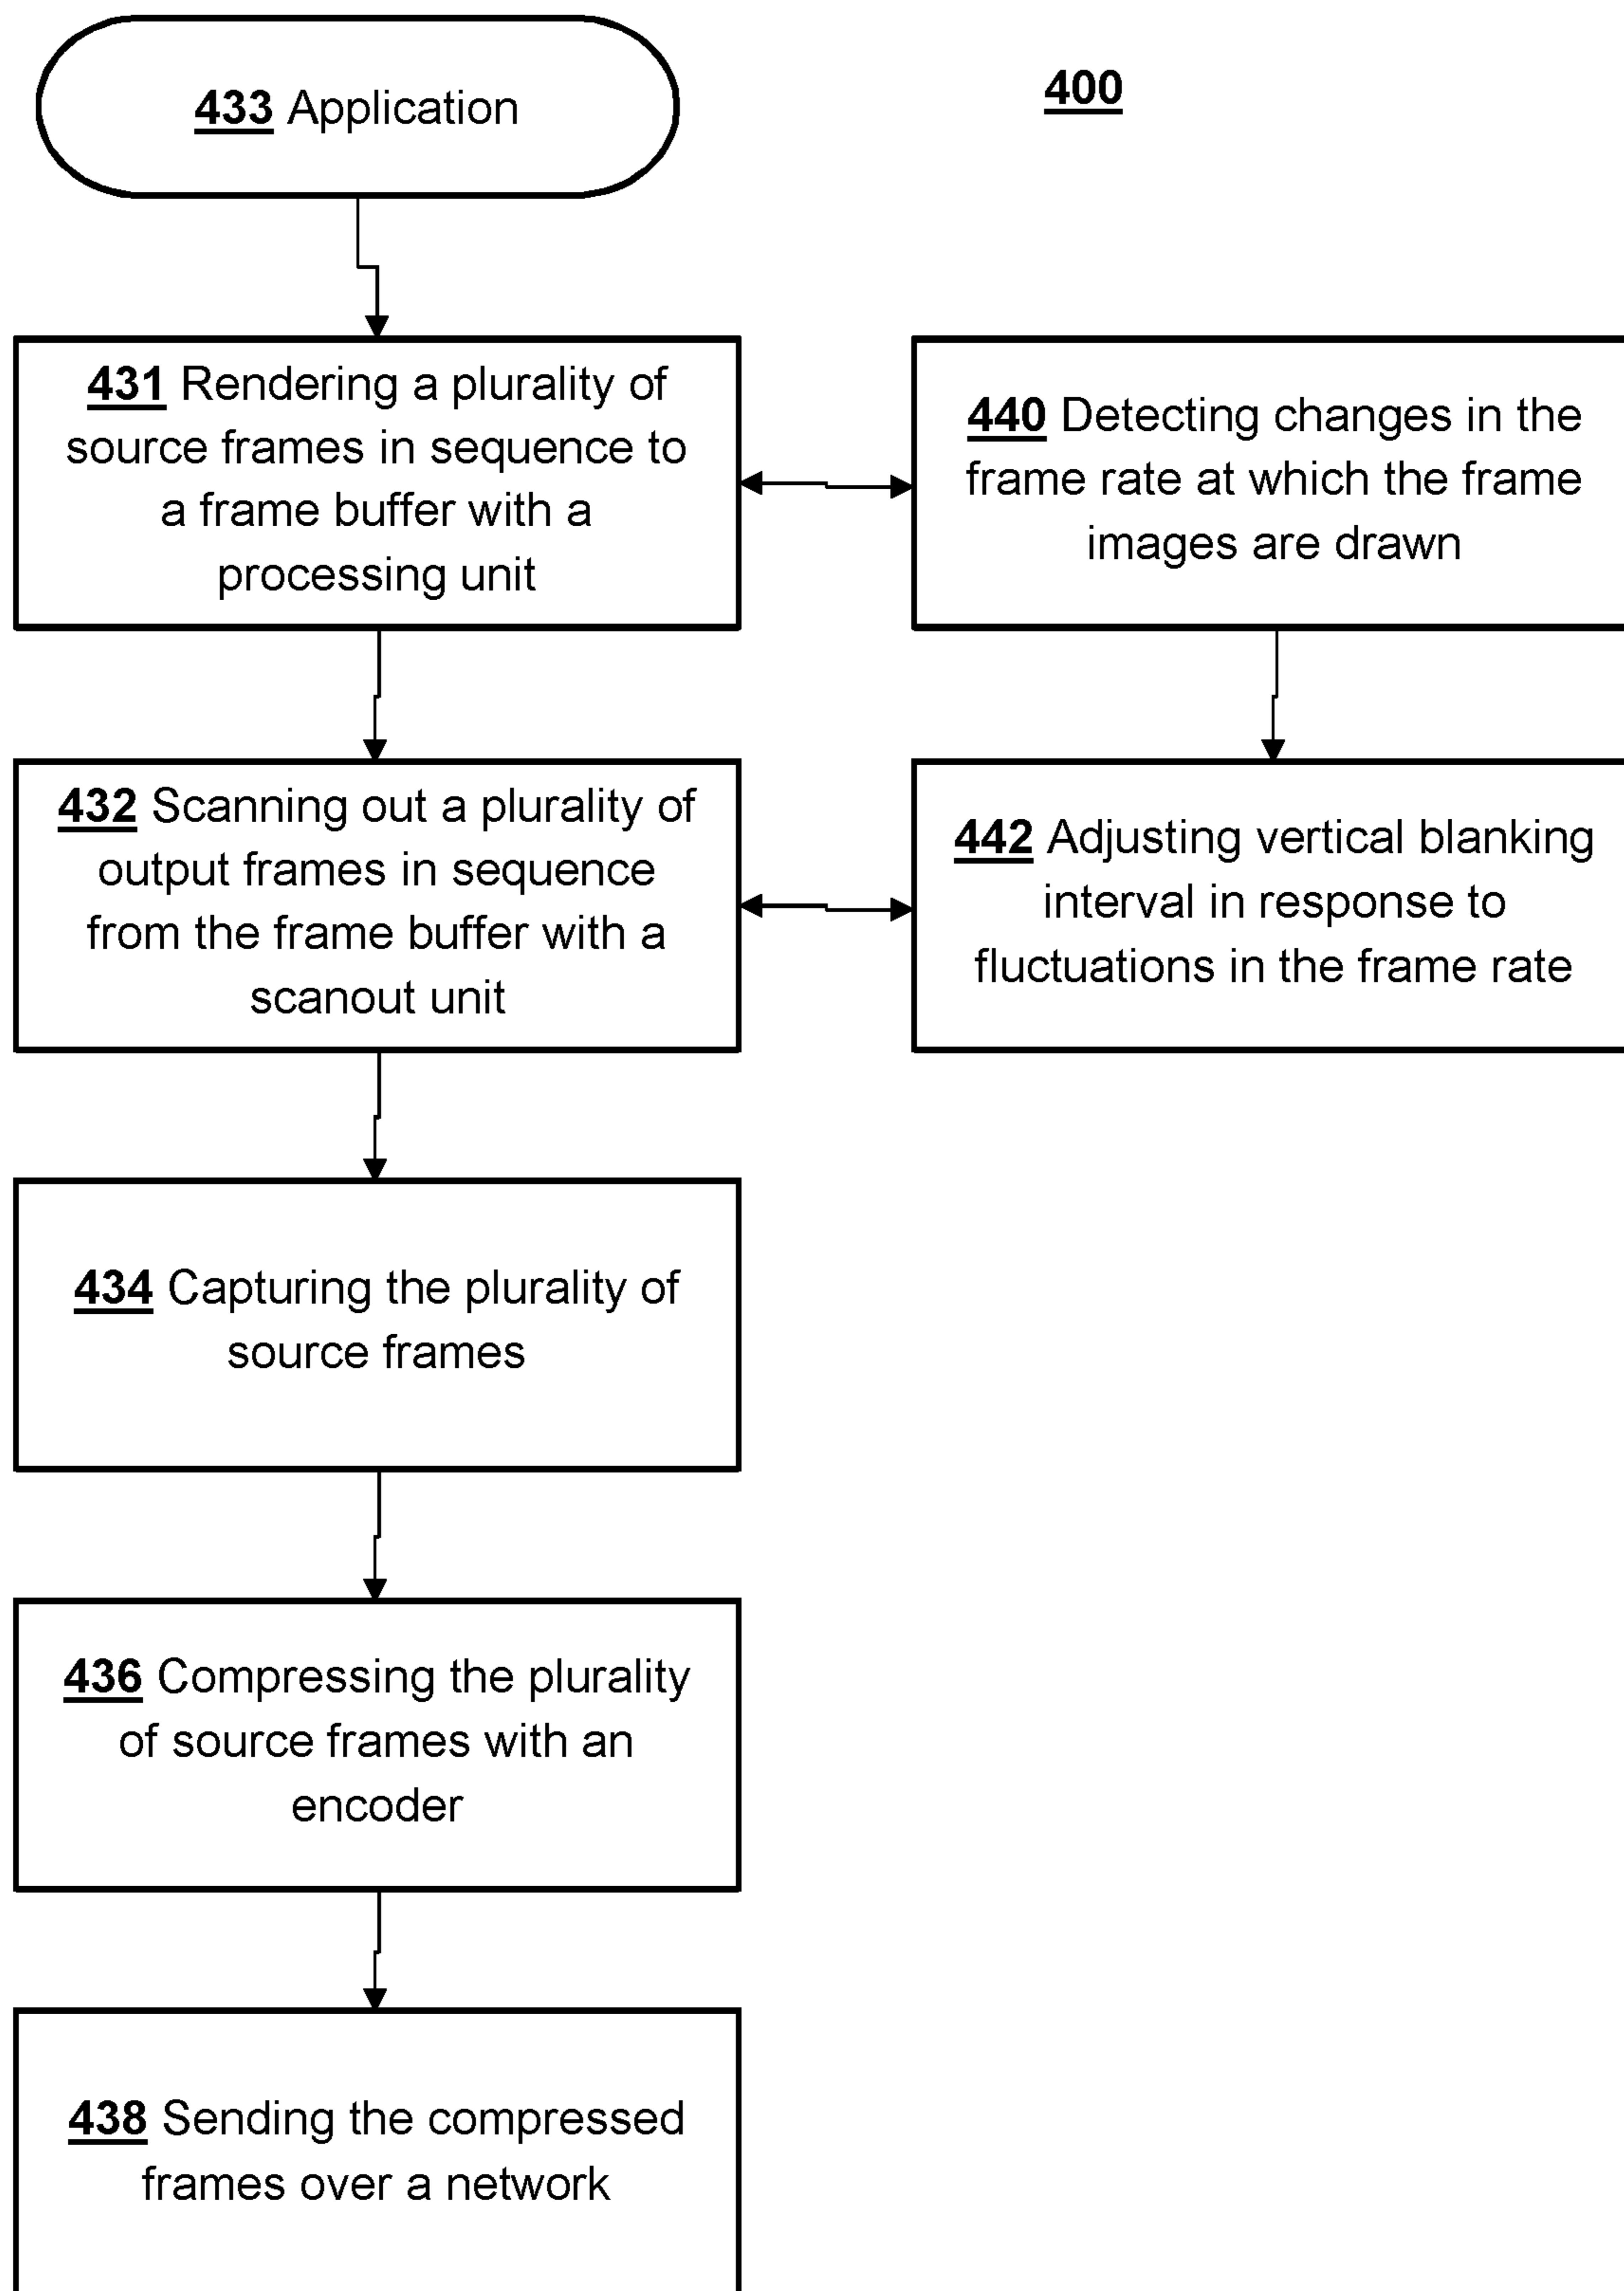 433 Application
400
431 Rendering a plurality of
source frames in sequence to
a frame buffer with a
processing unit
440 Detecting changes in the
frame rate at which the frame
images are drawn
432 Scanning out a plurality of
output frames in sequence
from the frame buffer with a
scanout unit
442 Adjusting vertical blanking
interval in response to
fluctuations in the frame rate
434 Capturing the plurality of
source frames
436 Compressing the plurality
of source frames with an
encoder
438 Sending the compressed
frames over a network